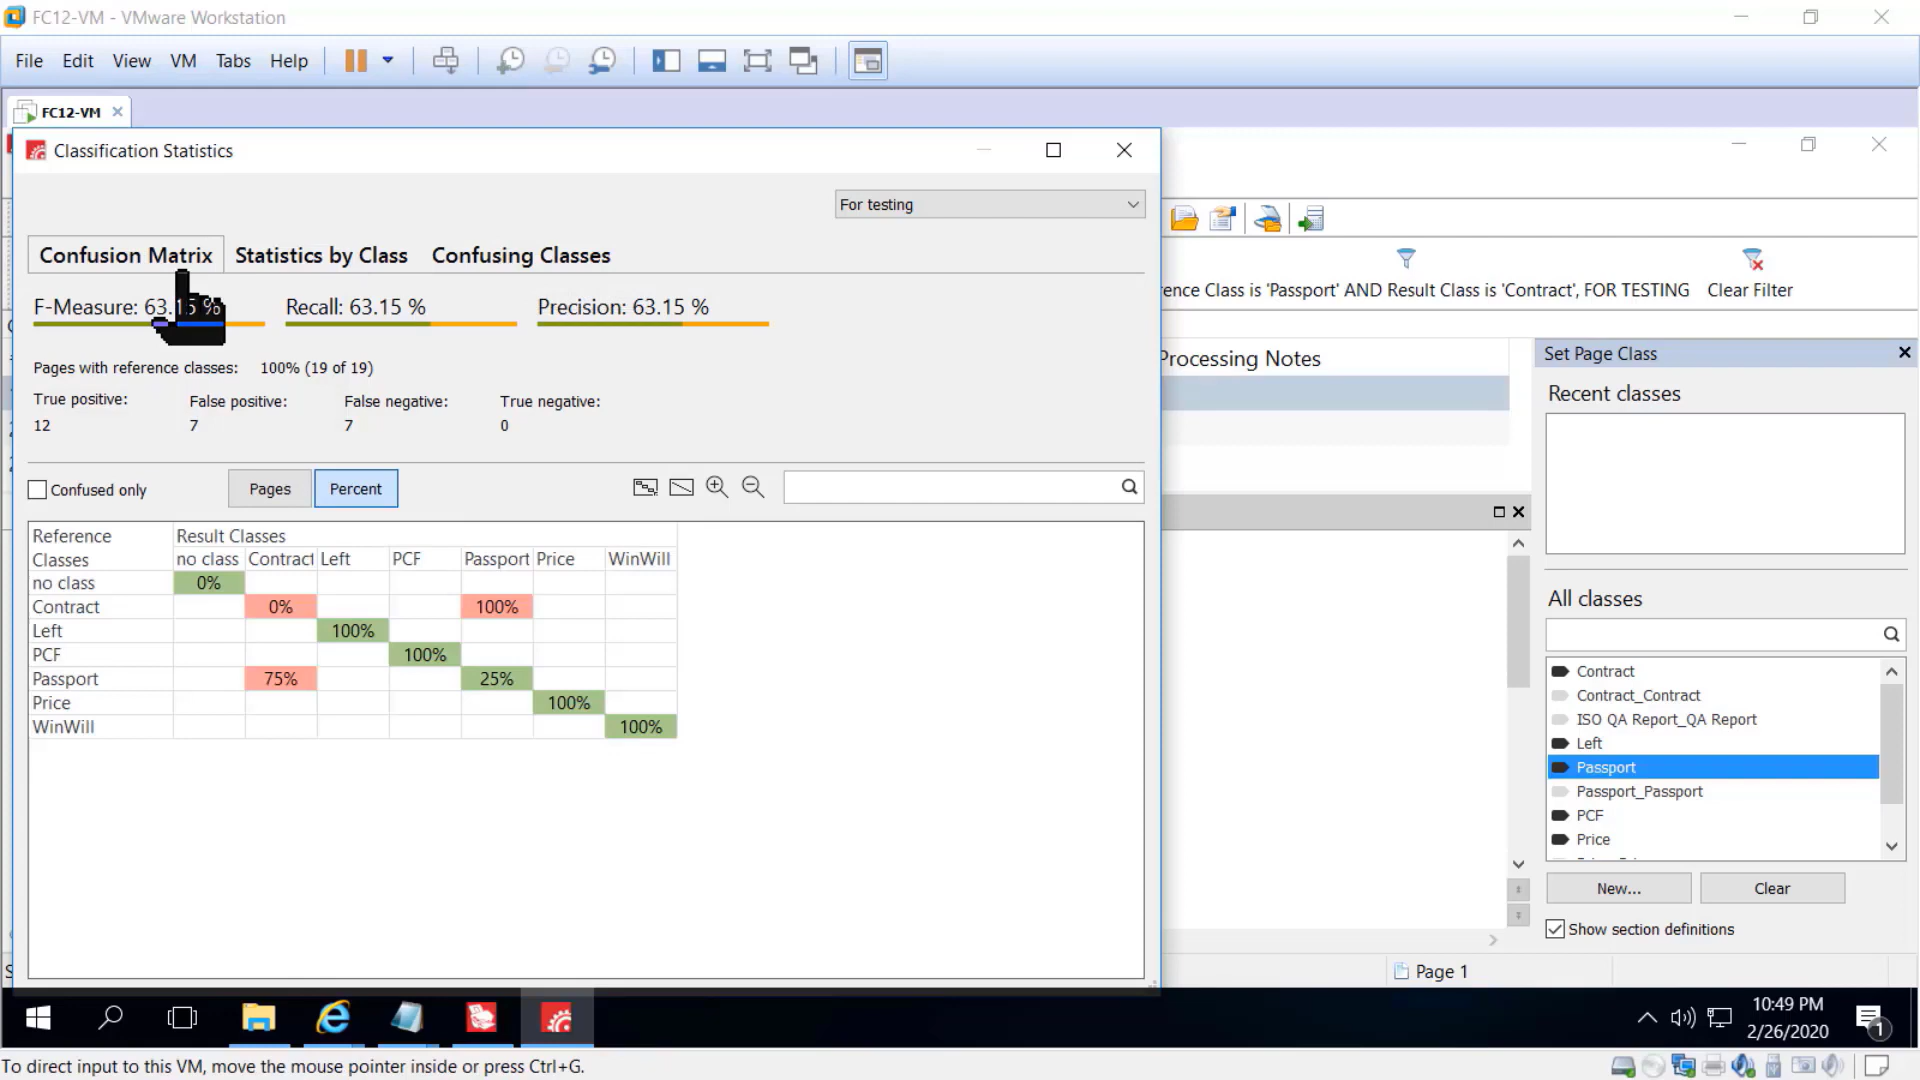 FC12-VM - VMware Workstation
File Edit View VM Tabs Help
FC12-VM
Classification Statistics
For testing
Confusion Matrix Statistics by Class Confusing Classes
F-Measure: 63.15 % Recall: 63.15 % Precision: 63.15 %
Pages with reference classes: 100% (19 of 19)
True positive: False positive: False negative: True negative:
12 7 7 0
Confused only Pages Percent
Reference Result Classes
Classes no class Contract Left PCF Passport Price WinWill
no class 0%
Contract 0% 100%
Left 100%
PCF 100%
Passport 75% 25%
Price 100%
WinWill 100%
rence Class is 'Passport' AND Result Class is 'Contract', FOR TESTING Clear Filter
Processing Notes
Set Page Class
Recent classes
All classes
Contract
Contract_Contract
ISO QA Report_QA Report
Left
Passport
Passport_Passport
PCF
Price
New... Clear
Show section definitions
Page 1
10:49 PM
2/26/2020
1
To direct input to this VM, move the mouse pointer inside or press Ctrl+G.